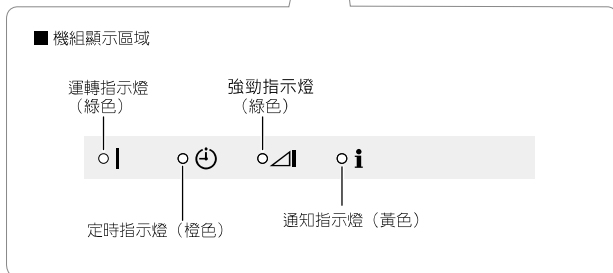 ■ 機組顯示區域
運轉指示燈
（綠色）
強勁指示燈
（綠色）
定時指示燈（橙色）
通知指示燈（黃色）